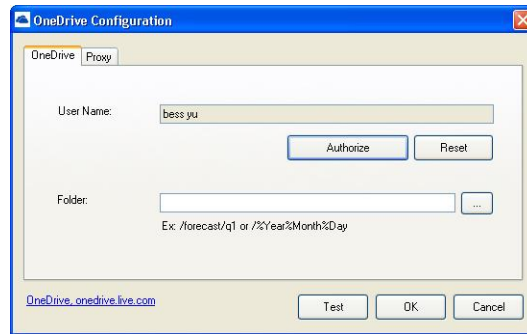 OneDrive Configuration
OneDrive Proxy
User Name: bess yu
Authorize Reset
Folder: ...
Ex: /forecast/q1 or /%Year%Month%Day
OneDrive, onedrive.live.com Test OK Cancel